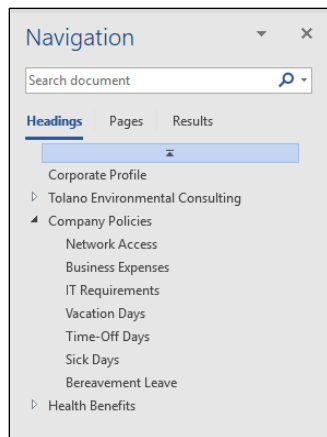 Navigation
Search document
Headings Pages Results
Corporate Profile
Tolano Environmental Consulting
Company Policies
Network Access
Business Expenses
IT Requirements
Vacation Days
Time-Off Days
Sick Days
Bereavement Leave
Health Benefits